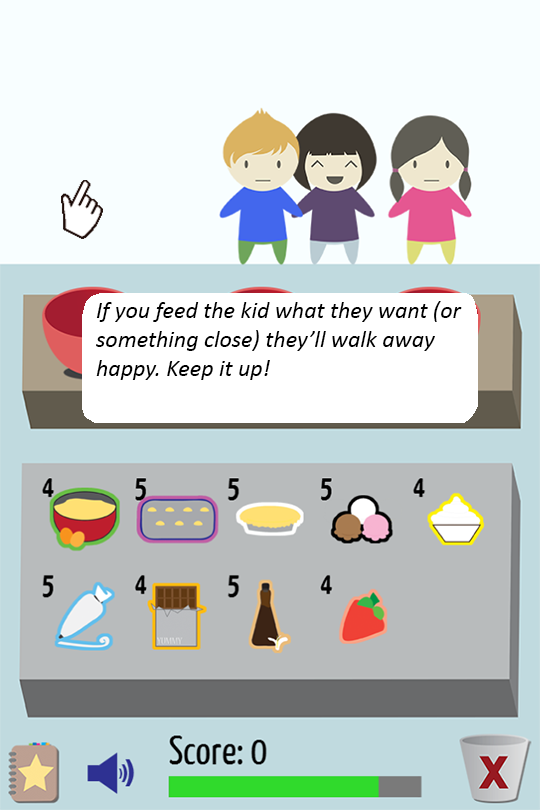 If you feed the kid what they want (or
something close) they’ll walk away
happy. Keep it up!
4 5 5 5 4
5 4 5 4
YUMMY
Score: 0
X